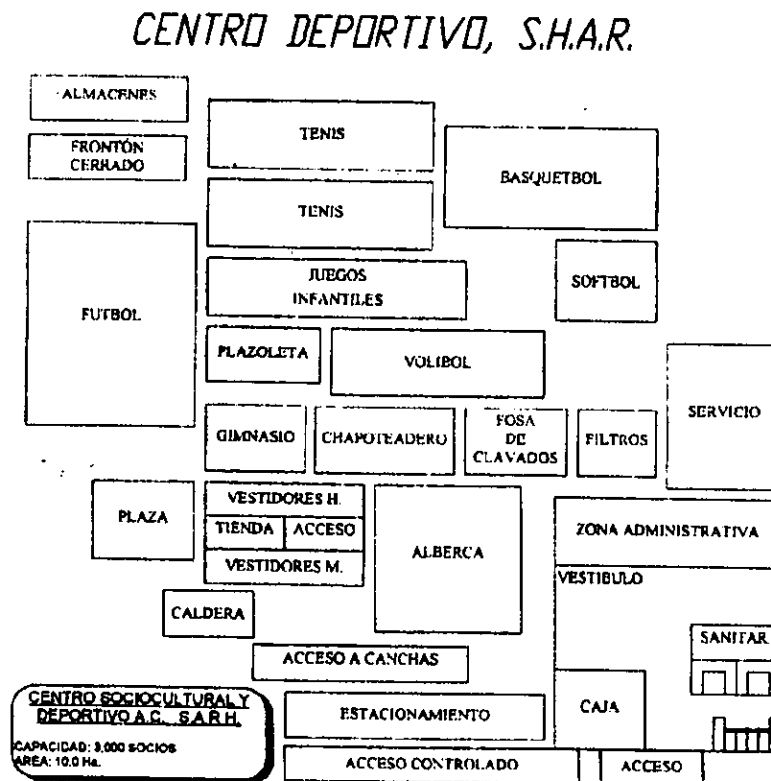 CENTRO DEPORTIVO, S.H.A.R.
ALMACENES
FRONTÓN
CERRADO
TENIS
BASQUETBOL
TENIS
FUTBOL
JUEGOS
INFANTILES
SOFTBOL
PLAZOLETA
VOLIBOL
SERVICIO
GIMNASIO
CHAPOTEADERO
FOSA
DE
CLAVADOS
FILTROS
PLAZA
VESTIDORES H.
TIENDA
ACCESO
VESTIDORES M.
ALBERCA
ZONA ADMINISTRATIVA
VESTIBULO
CALDERA
SANITAR
ACCESO A CANCHAS
CAJA
ESTACIONAMIENTO
ACCESO CONTROLADO
ACCESO
CENTRO SOCIOCULTURAL Y
DEPORTIVO A.C. S.A.R.H.
CAPACIDAD: 3,000 SOCIOS
AREA: 10.0 Ha.